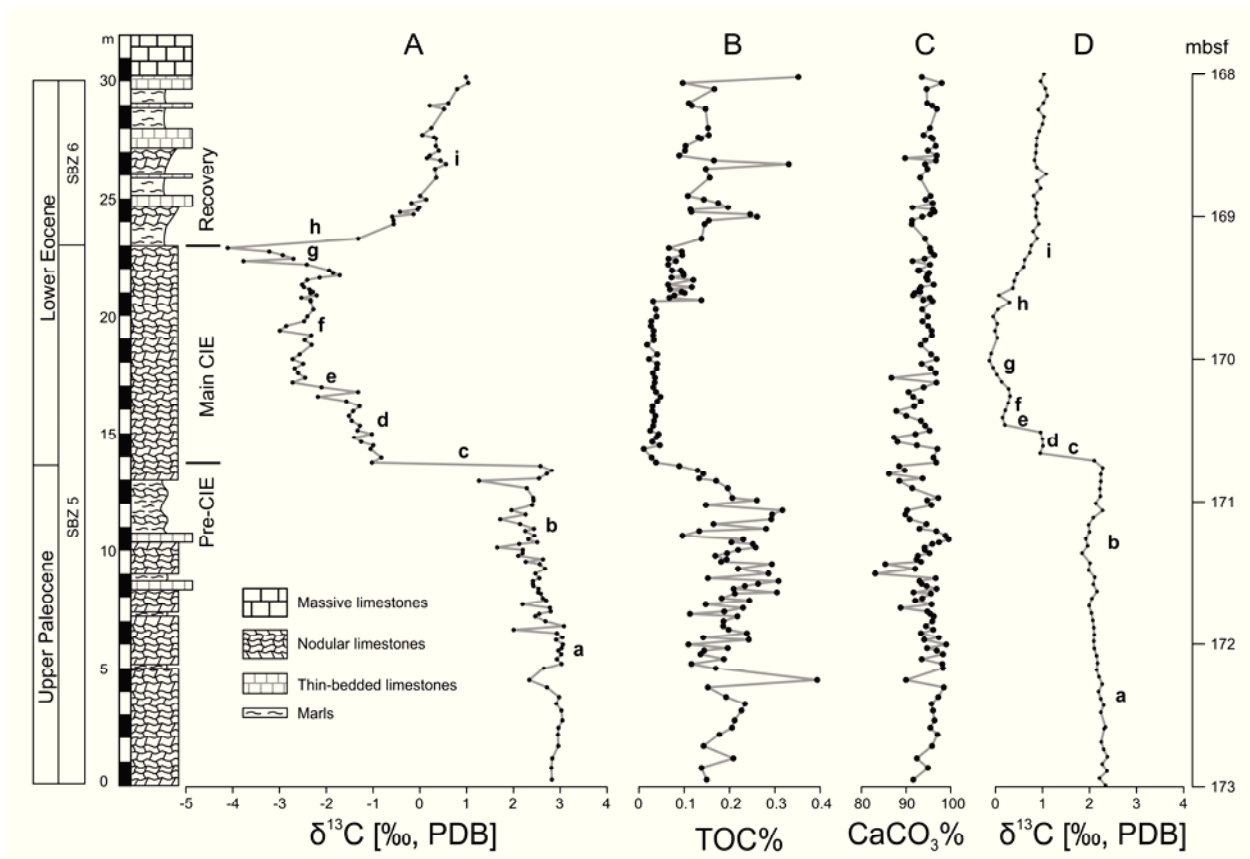 m
A
B
C
D
mbsf
30
25
20
15
10
5
0
Lower Eocene
Upper Paleocene
SBZ 6
SBZ 5
Recovery
Main CIE
Pre-CIE
Massive limestones
Nodular limestones
Thin-bedded limestones
Marls
i
h
g
f
e
d
c
b
a
i
h
g
f
e
d
c
b
a
168
169
170
171
172
173
-5 -4 -3 -2 -1 0 1 2 3 4
0 0.1 0.2 0.3 0.4
80 90 100
0 1 2 3 4
δ¹³C [‰, PDB]
TOC%
CaCO₃%
δ¹³C [‰, PDB]